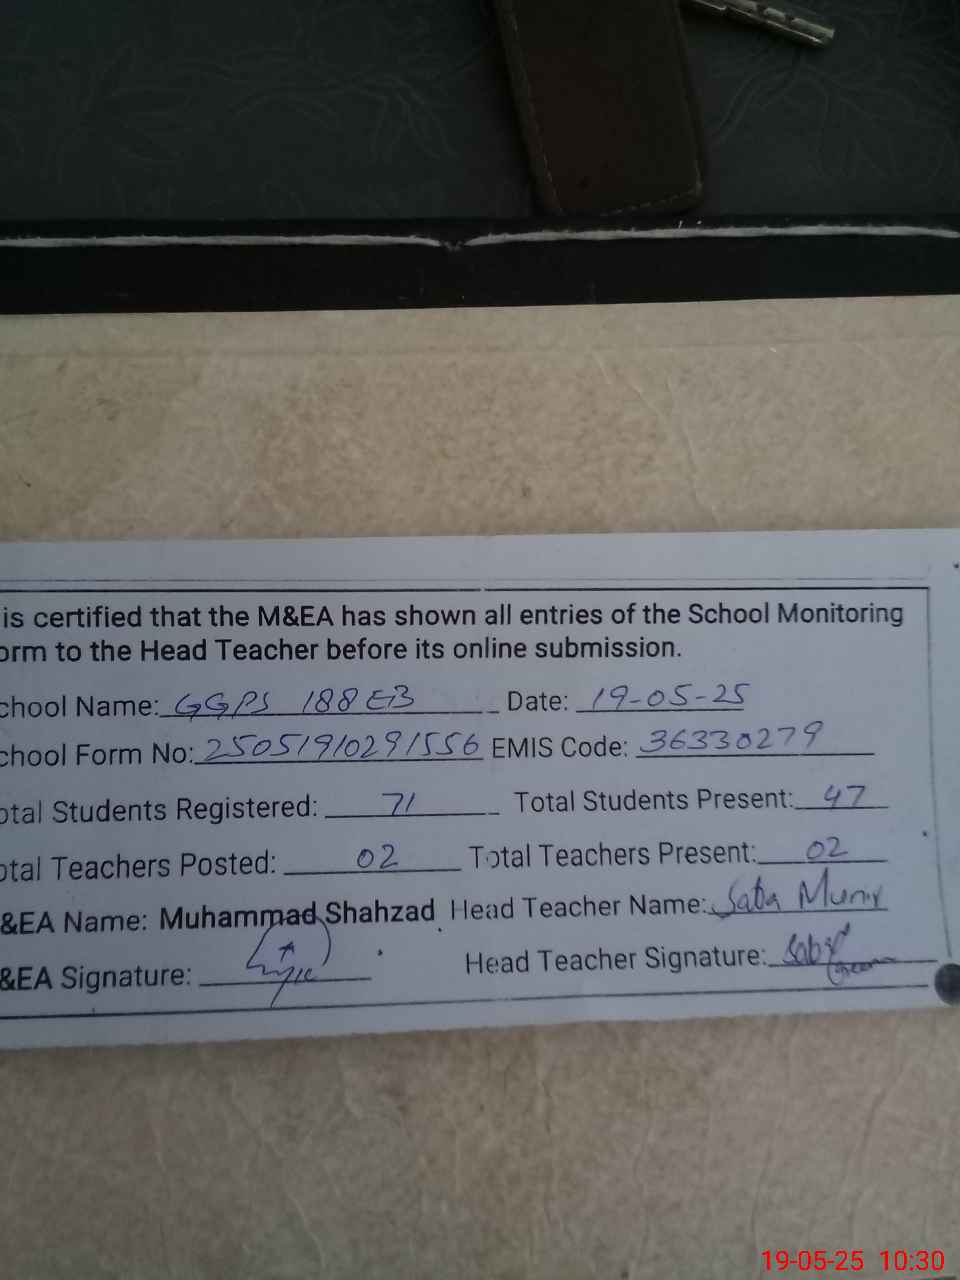 is certified that the M&EA has shown all entries of the School Monitoring
orm to the Head Teacher before its online submission.
chool Name: GGPS 188 EB Date: 19-05-25
chool Form No: 25051910291556 EMIS Code: 36330279
otal Students Registered: 71 Total Students Present: 47
otal Teachers Posted: 02 Total Teachers Present: 02
&EA Name: Muhammad Shahzad Head Teacher Name: Saba Munir
&EA Signature: Head Teacher Signature:
19-05-25 10:30